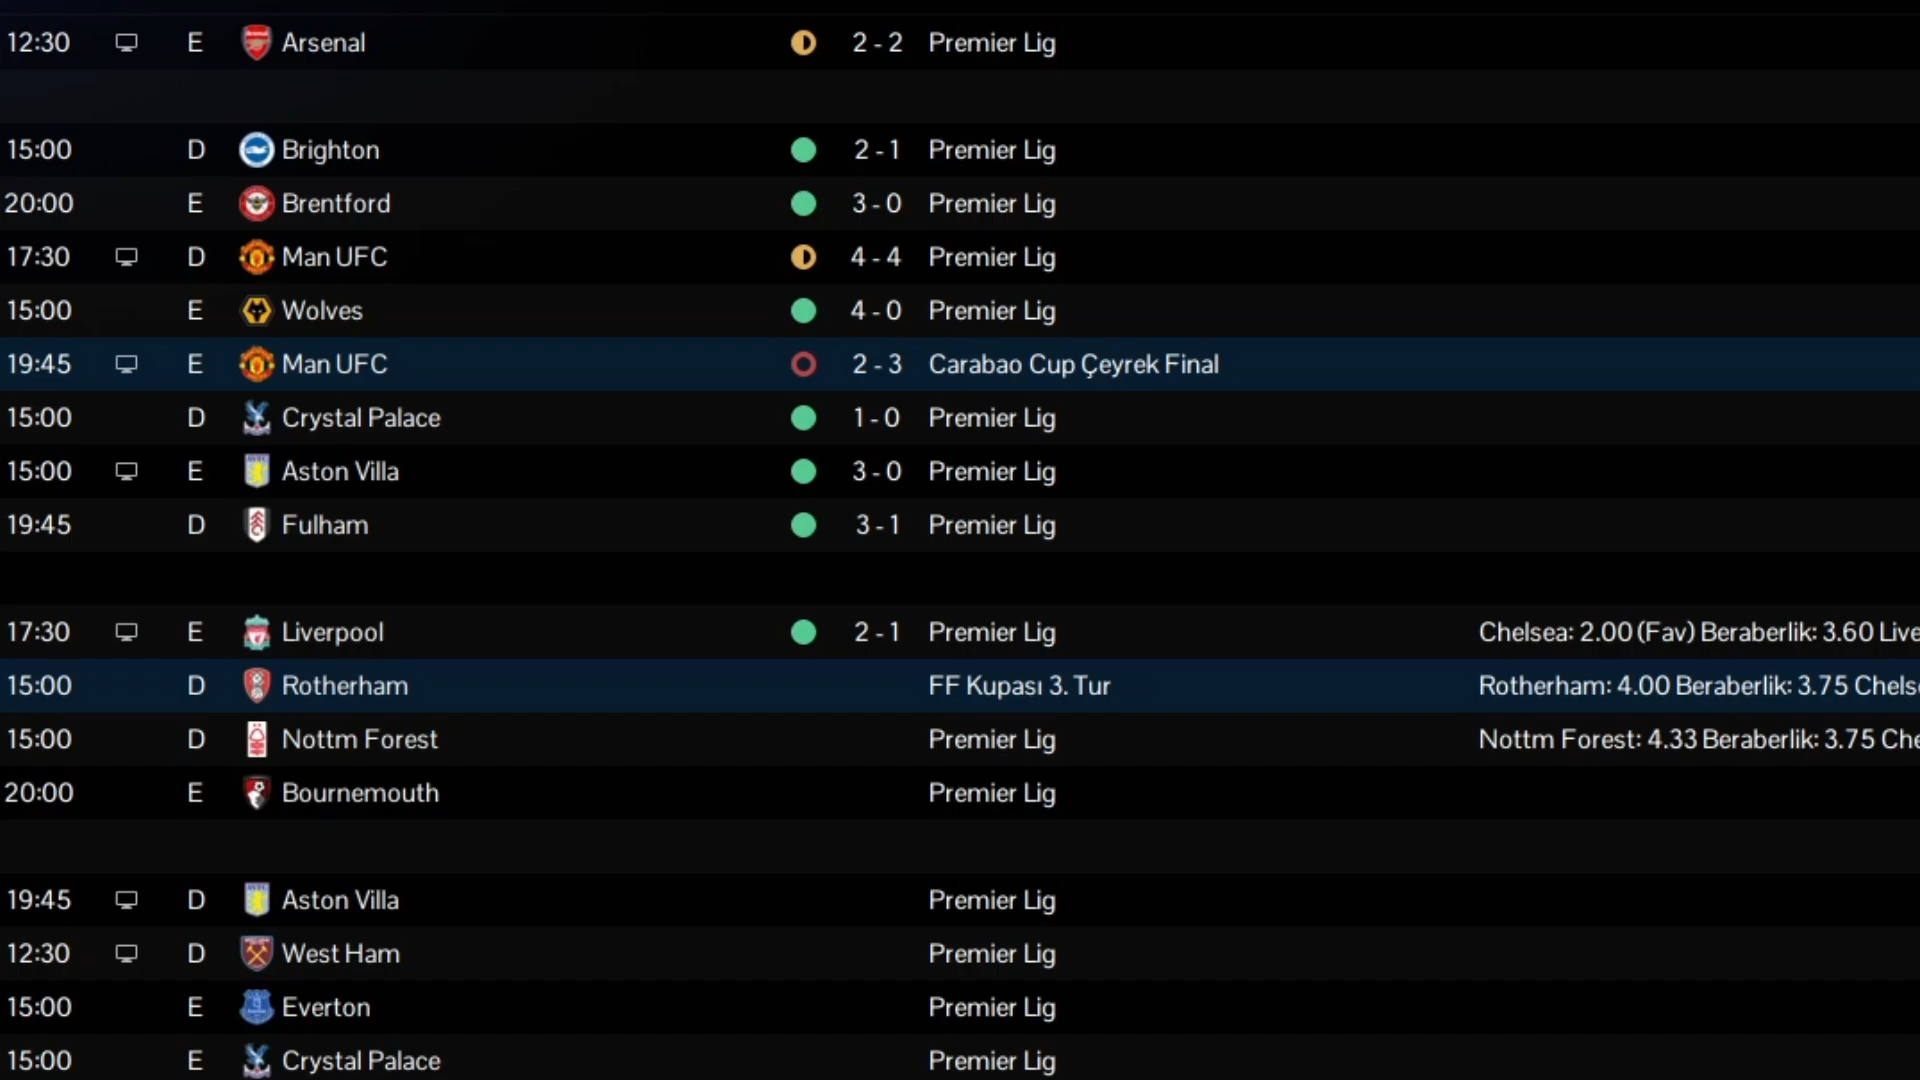 12:30 E Arsenal 2 - 2 Premier Lig
15:00 D Brighton 2 - 1 Premier Lig
20:00 E Brentford 3 - 0 Premier Lig
17:30 D Man UFC 4 - 4 Premier Lig
15:00 E Wolves 4 - 0 Premier Lig
19:45 E Man UFC 2 - 3 Carabao Cup Çeyrek Final
15:00 D Crystal Palace 1 - 0 Premier Lig
15:00 E Aston Villa 3 - 0 Premier Lig
19:45 D Fulham 3 - 1 Premier Lig
17:30 E Liverpool 2 - 1 Premier Lig Chelsea: 2.00 (Fav) Beraberlik: 3.60 Live
15:00 D Rotherham FF Kupası 3. Tur Rotherham: 4.00 Beraberlik: 3.75 Chels
15:00 D Nottm Forest Premier Lig Nottm Forest: 4.33 Beraberlik: 3.75 Che
20:00 E Bournemouth Premier Lig
19:45 D Aston Villa Premier Lig
12:30 D West Ham Premier Lig
15:00 E Everton Premier Lig
15:00 E Crystal Palace Premier Lig